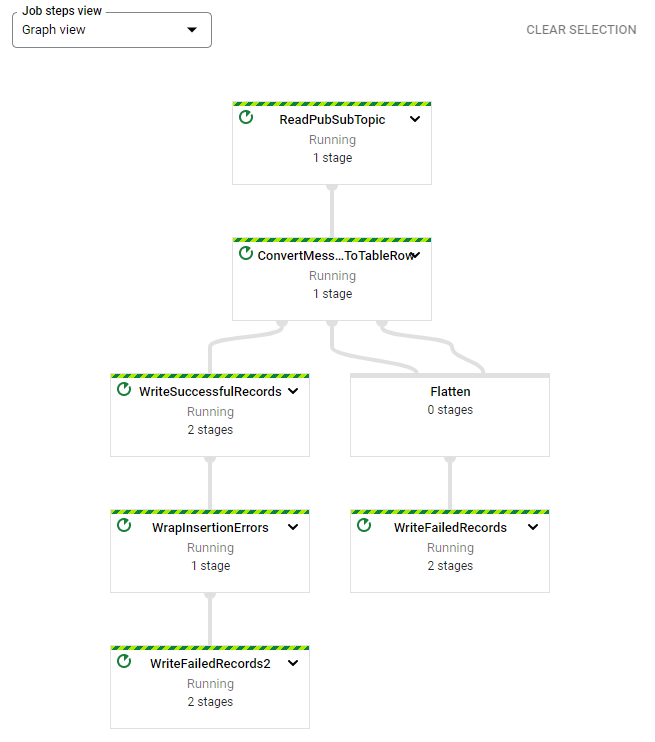 Job steps view
Graph view
CLEAR SELECTION
ReadPubSubTopic
Running
1 stage
ConvertMess...ToTableRow
Running
1 stage
WriteSuccessfulRecords
Running
2 stages
Flatten
0 stages
WrapInsertionErrors
Running
1 stage
WriteFailedRecords
Running
2 stages
WriteFailedRecords2
Running
2 stages